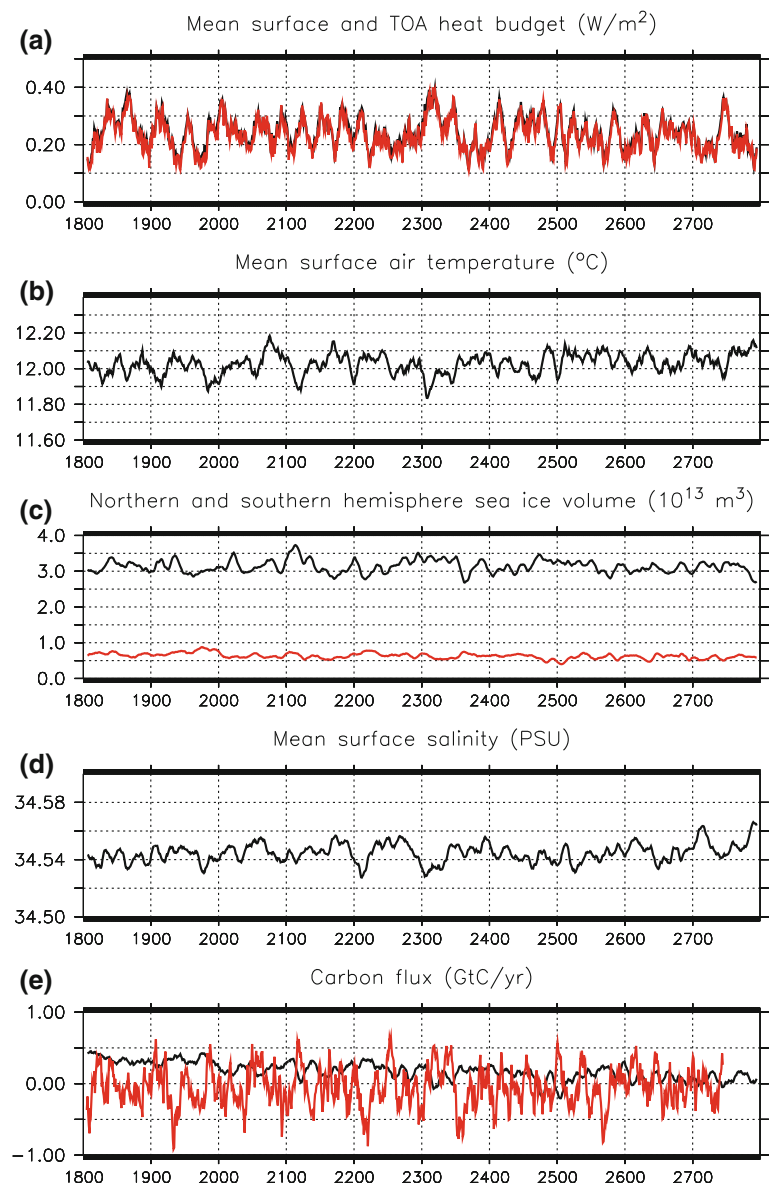 Mean surface and TOA heat budget (W/m²)
(a)
0.40
0.20
0.00
1800 1900 2000 2100 2200 2300 2400 2500 2600 2700
Mean surface air temperature (°C)
(b)
12.20
12.00
11.80
11.60
1800 1900 2000 2100 2200 2300 2400 2500 2600 2700
Northern and southern hemisphere sea ice volume (10¹³ m³)
(c)
4.0
3.0
2.0
1.0
0.0
1800 1900 2000 2100 2200 2300 2400 2500 2600 2700
Mean surface salinity (PSU)
(d)
34.58
34.54
34.50
1800 1900 2000 2100 2200 2300 2400 2500 2600 2700
Carbon flux (GtC/yr)
(e)
1.00
0.00
−1.00
1800 1900 2000 2100 2200 2300 2400 2500 2600 2700